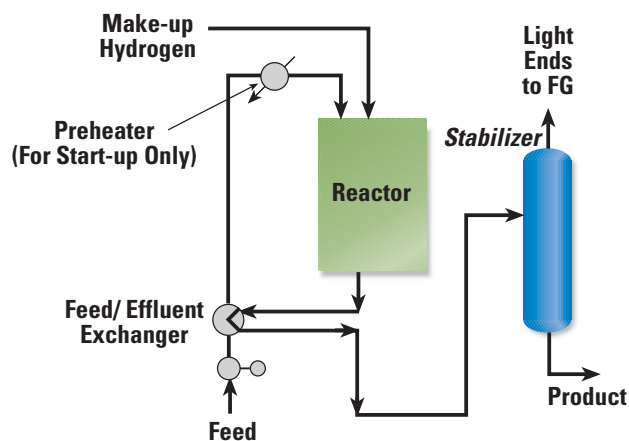 Make-up
Hydrogen
Light
Ends
to FG
Preheater
(For Start-up Only)
Stabilizer
Reactor
Feed/ Effluent
Exchanger
Product
Feed